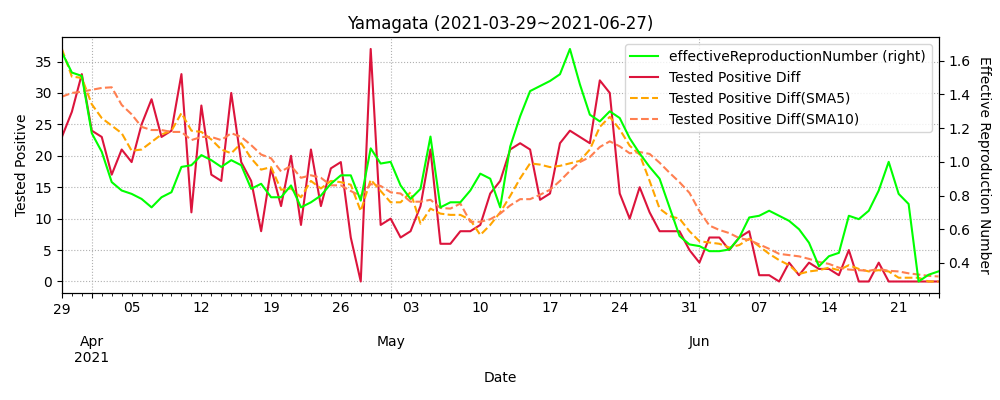 Yamagata (2021-03-29~2021-06-27)
effectiveReproductionNumber (right)
Tested Positive Diff
Tested Positive Diff(SMA5)
Tested Positive Diff(SMA10)
Tested Positive
35
30
25
20
15
10
5
0
1.6
1.4
1.2
1.0
0.8
0.6
0.4
Effective Reproduction Number
29 05 12 19 26 03 10 17 24 31 07 14 21
Apr May Jun
2021
Date